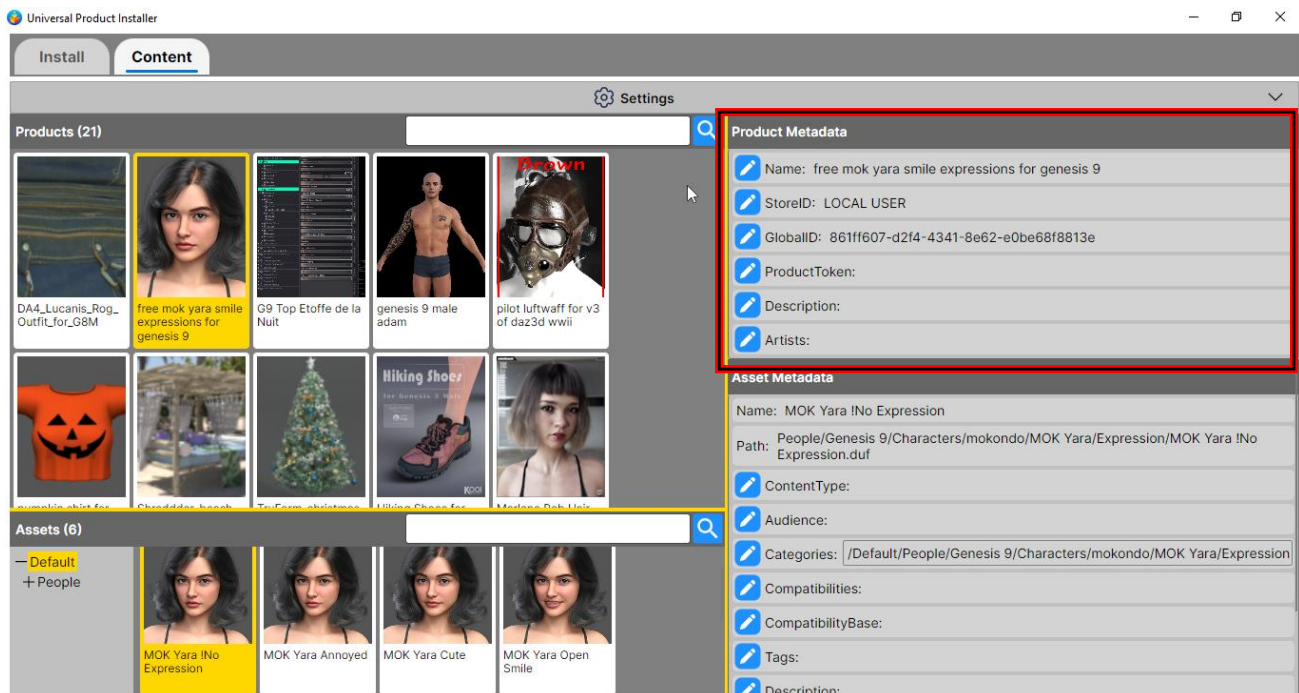 Universal Product Installer
Install
Content
Settings
Products (21)
DA4_Lucanis_Rog_
Outfit_for_G8M
free mok yara smile
expressions for
genesis 9
G9 Top Etoffe de la
Nuit
genesis 9 male
adam
Brown
pilot luftwaff for v3
of daz3d wwii
Hiking Shoes
for Genesis 3 Male
KOOI
Assets (6)
Default
People
MOK Yara !No
Expression
MOK Yara Annoyed
MOK Yara Cute
MOK Yara Open
Smile
Product Metadata
Name: free mok yara smile expressions for genesis 9
StoreID: LOCAL USER
GlobalID: 861ff607-d2f4-4341-8e62-e0be68f8813e
ProductToken:
Description:
Artists:
Asset Metadata
Name: MOK Yara !No Expression
Path: People/Genesis 9/Characters/mokondo/MOK Yara/Expression/MOK Yara !No
Expression.duf
ContentType:
Audience:
Categories: /Default/People/Genesis 9/Characters/mokondo/MOK Yara/Expression
Compatibilities:
CompatibilityBase:
Tags:
Description: